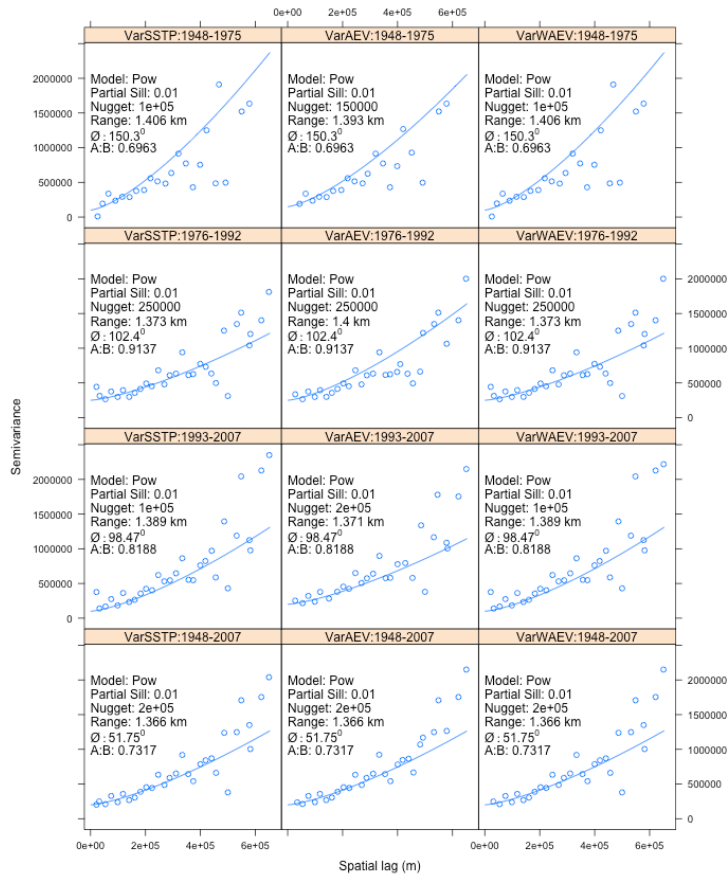 0e+00 2e+05 4e+05 6e+05
VarSSTP:1948-1975 VarAEV:1948-1975 VarWAEV:1948-1975
2000000
1500000
1000000
500000
0
Model: Pow
Partial Sill: 0.01
Nugget: 1e+05
Range: 1.406 km
Ø : 150.3⁰
A:B: 0.6963
Model: Pow
Partial Sill: 0.01
Nugget: 150000
Range: 1.393 km
Ø : 150.3⁰
A:B: 0.6963
Model: Pow
Partial Sill: 0.01
Nugget: 1e+05
Range: 1.406 km
Ø : 150.3⁰
A:B: 0.6963
VarSSTP:1976-1992 VarAEV:1976-1992 VarWAEV:1976-1992
Model: Pow
Partial Sill: 0.01
Nugget: 250000
Range: 1.373 km
Ø : 102.4⁰
A:B: 0.9137
Model: Pow
Partial Sill: 0.01
Nugget: 250000
Range: 1.4 km
Ø : 102.4⁰
A:B: 0.9137
Model: Pow
Partial Sill: 0.01
Nugget: 250000
Range: 1.373 km
Ø : 102.4⁰
A:B: 0.9137
2000000
1500000
1000000
500000
0
Semivariance
VarSSTP:1993-2007 VarAEV:1993-2007 VarWAEV:1993-2007
2000000
1500000
1000000
500000
0
Model: Pow
Partial Sill: 0.01
Nugget: 1e+05
Range: 1.389 km
Ø : 98.47⁰
A:B: 0.8188
Model: Pow
Partial Sill: 0.01
Nugget: 2e+05
Range: 1.371 km
Ø : 98.47⁰
A:B: 0.8188
Model: Pow
Partial Sill: 0.01
Nugget: 1e+05
Range: 1.389 km
Ø : 98.47⁰
A:B: 0.8188
VarSSTP:1948-2007 VarAEV:1948-2007 VarWAEV:1948-2007
Model: Pow
Partial Sill: 0.01
Nugget: 2e+05
Range: 1.366 km
Ø : 51.75⁰
A:B: 0.7317
Model: Pow
Partial Sill: 0.01
Nugget: 2e+05
Range: 1.366 km
Ø : 51.75⁰
A:B: 0.7317
Model: Pow
Partial Sill: 0.01
Nugget: 2e+05
Range: 1.366 km
Ø : 51.75⁰
A:B: 0.7317
2000000
1500000
1000000
500000
0
0e+00 2e+05 4e+05 6e+05 0e+00 2e+05 4e+05 6e+05
Spatial lag (m)